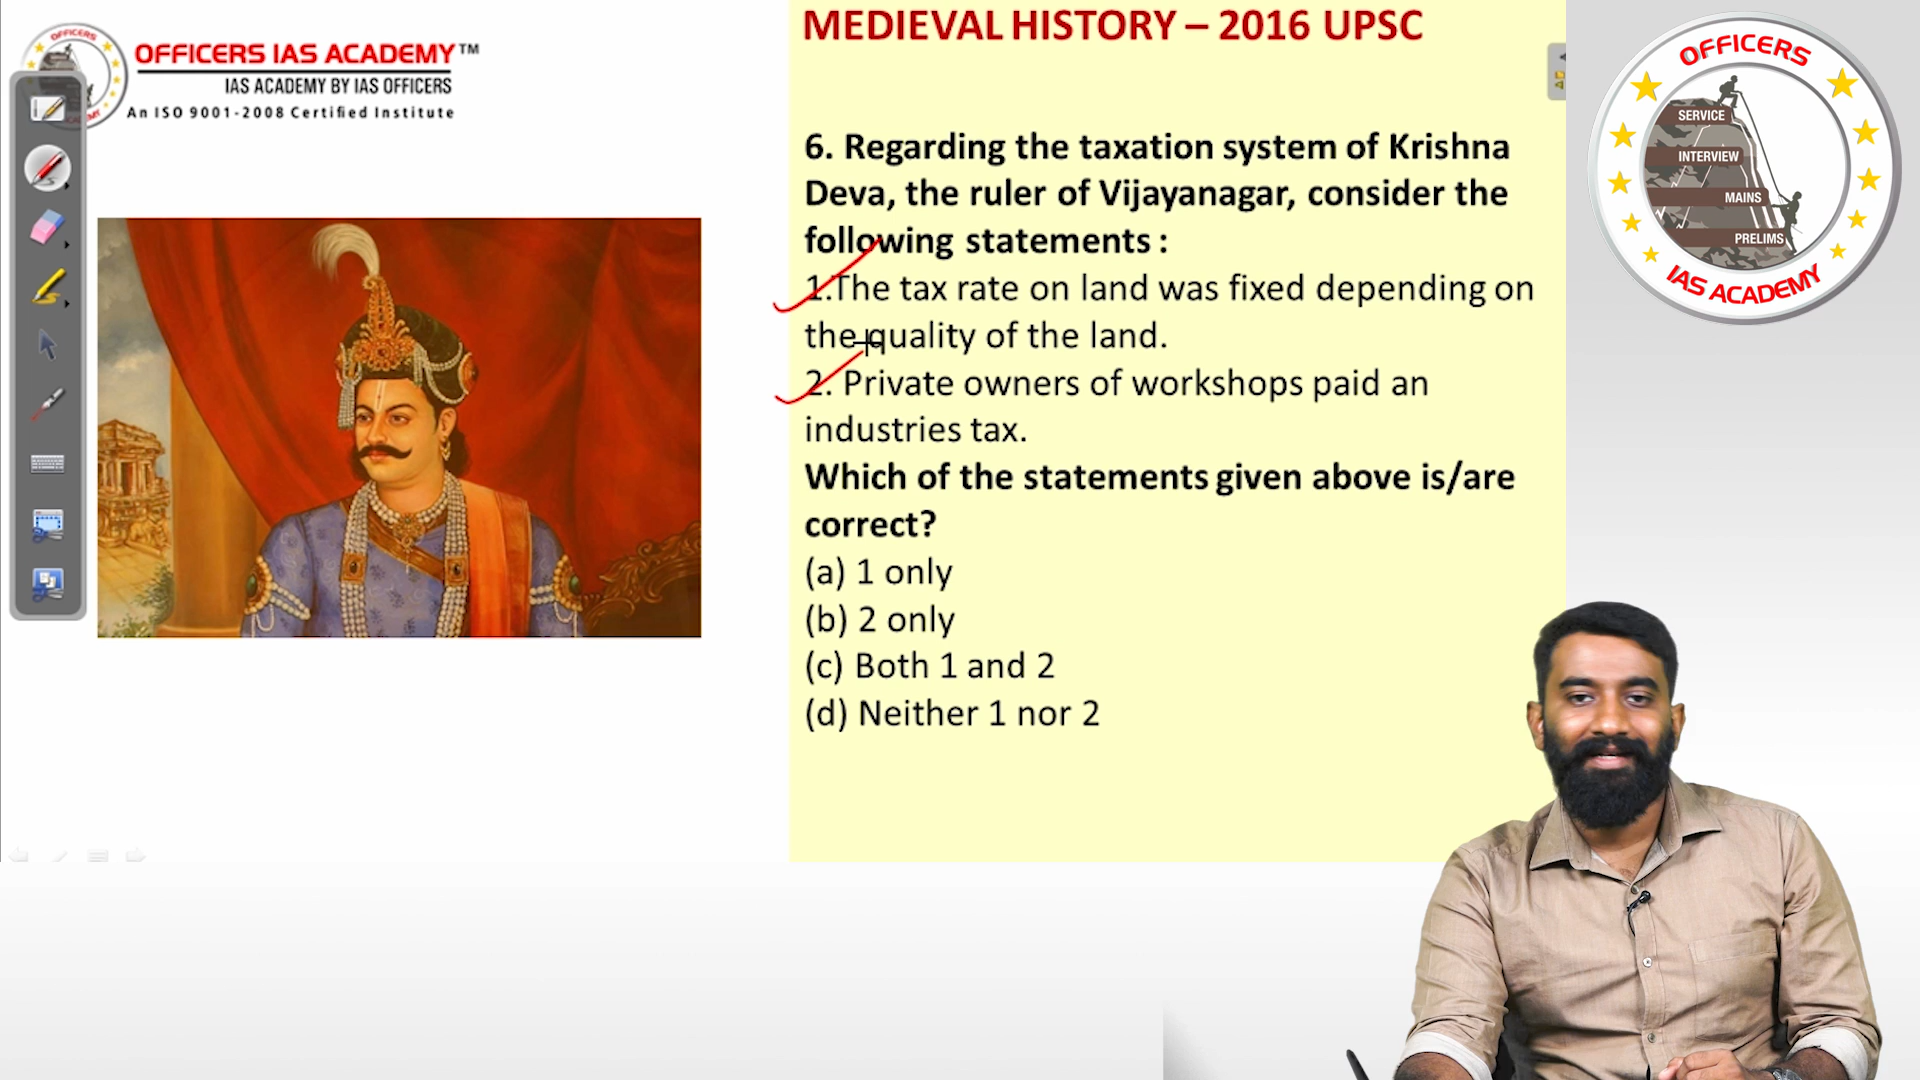 OFFICERS IAS ACADEMY™
IAS ACADEMY BY IAS OFFICERS
An ISO 9001-2008 Certified Institute
OFFICERS
MEDIEVAL HISTORY – 2016 UPSC
6. Regarding the taxation system of Krishna
Deva, the ruler of Vijayanagar, consider the
following statements :
1.The tax rate on land was fixed depending on
the quality of the land.
2. Private owners of workshops paid an
industries tax.
Which of the statements given above is/are
correct?
(a) 1 only
(b) 2 only
(c) Both 1 and 2
(d) Neither 1 nor 2
OFFICERS
SERVICE
INTERVIEW
MAINS
PRELIMS
IAS ACADEMY